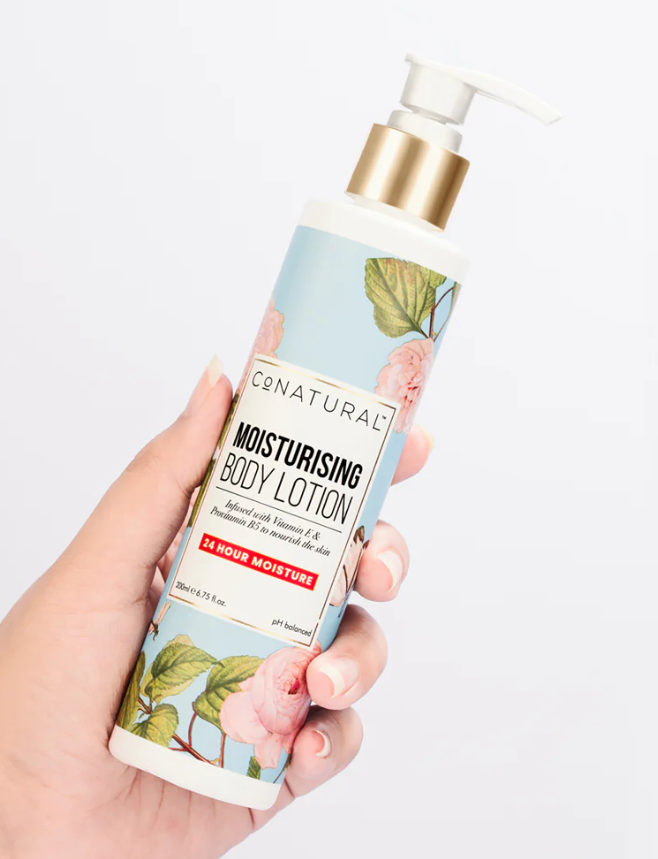 CoNATURAL™
MOISTURISING
BODY LOTION
Infused with Vitamin E &
Provitamin B5 to nourish the skin
24 HOUR MOISTURE
200ml e 6.75 fl.oz.
pH balanced